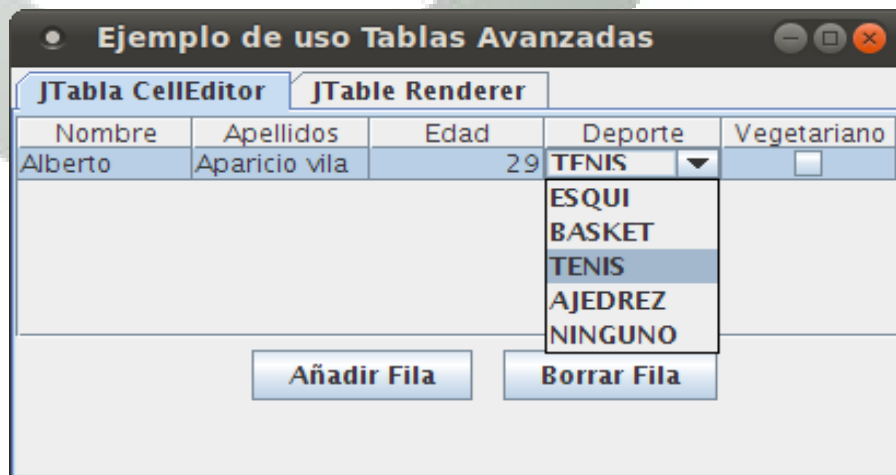 Ejemplo de uso Tablas Avanzadas
JTabla CellEditor JTable Renderer
Nombre Apellidos Edad Deporte Vegetariano
Alberto Aparicio vila 29 TENIS
ESQUI
BASKET
TENIS
AJEDREZ
NINGUNO
Añadir Fila Borrar Fila